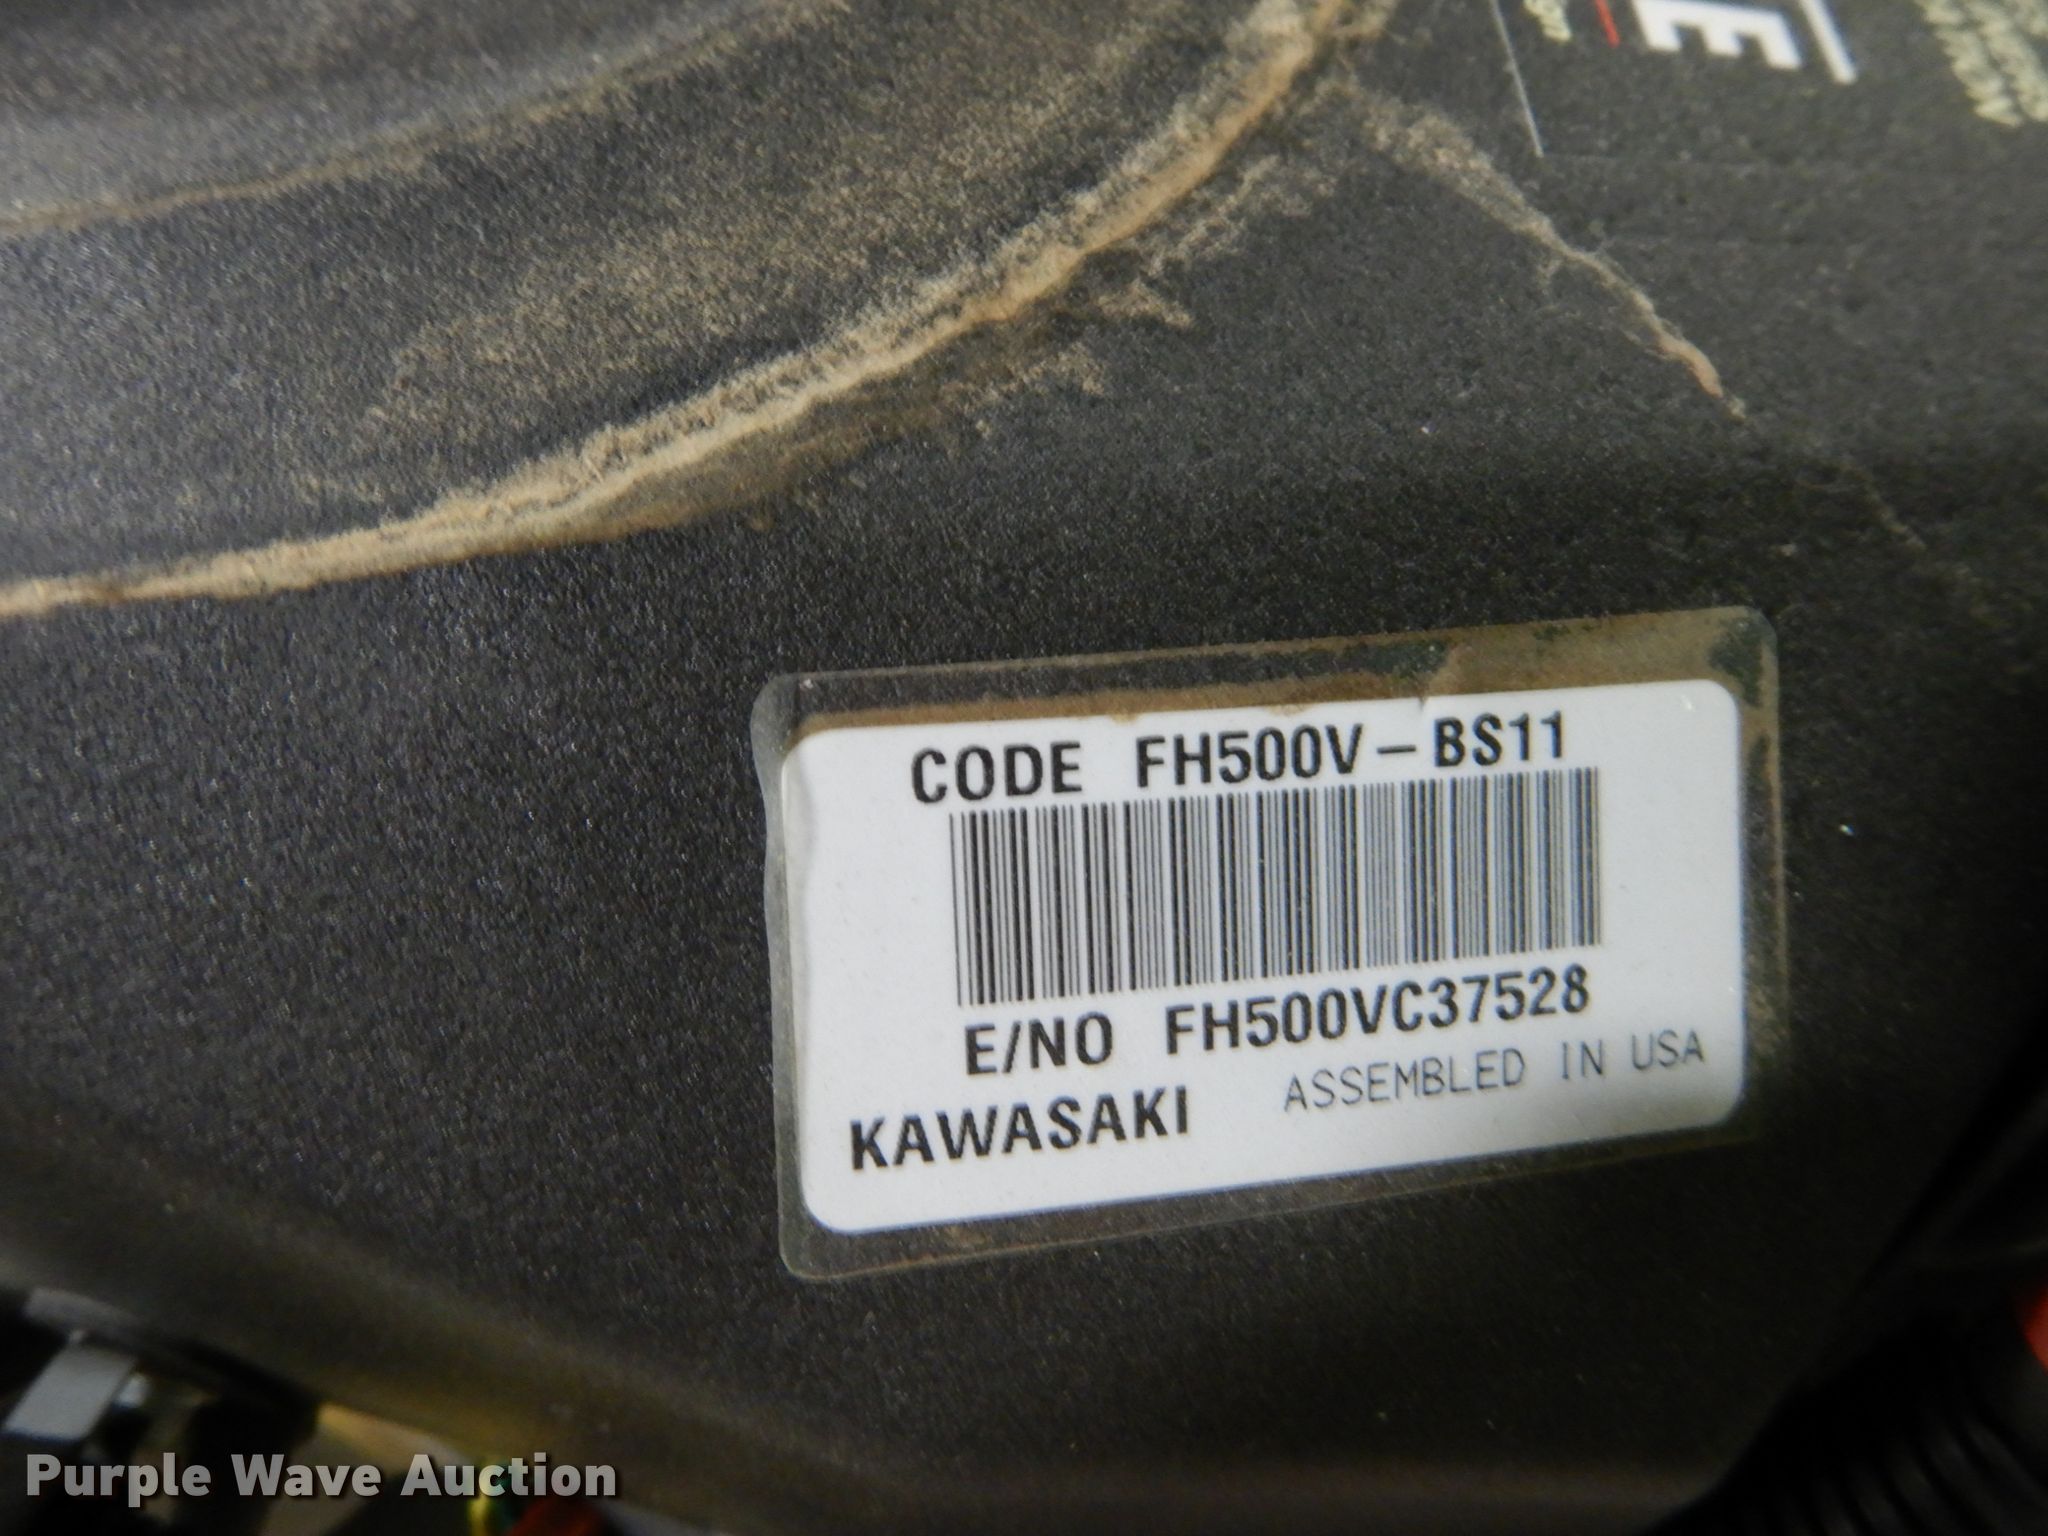 E
CODE FH500V-BS11
E/NO FH500VC37528
KAWASAKI ASSEMBLED IN USA
Purple Wave Auction